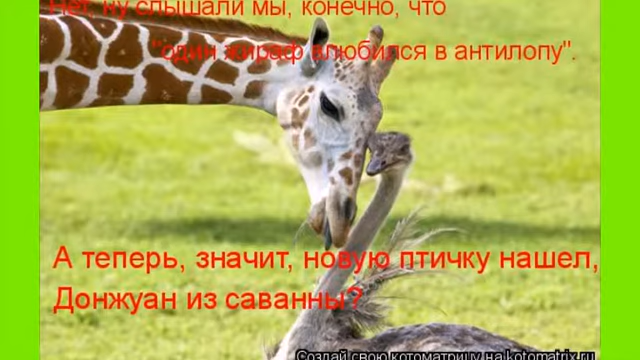 Нет, ну слышали мы, конечно, что
"один жираф влюбился в антилопу".
А теперь, значит, новую птичку нашел,
Донжуан из саванны?
Создай свою котоматрицу на kotomatrix.ru